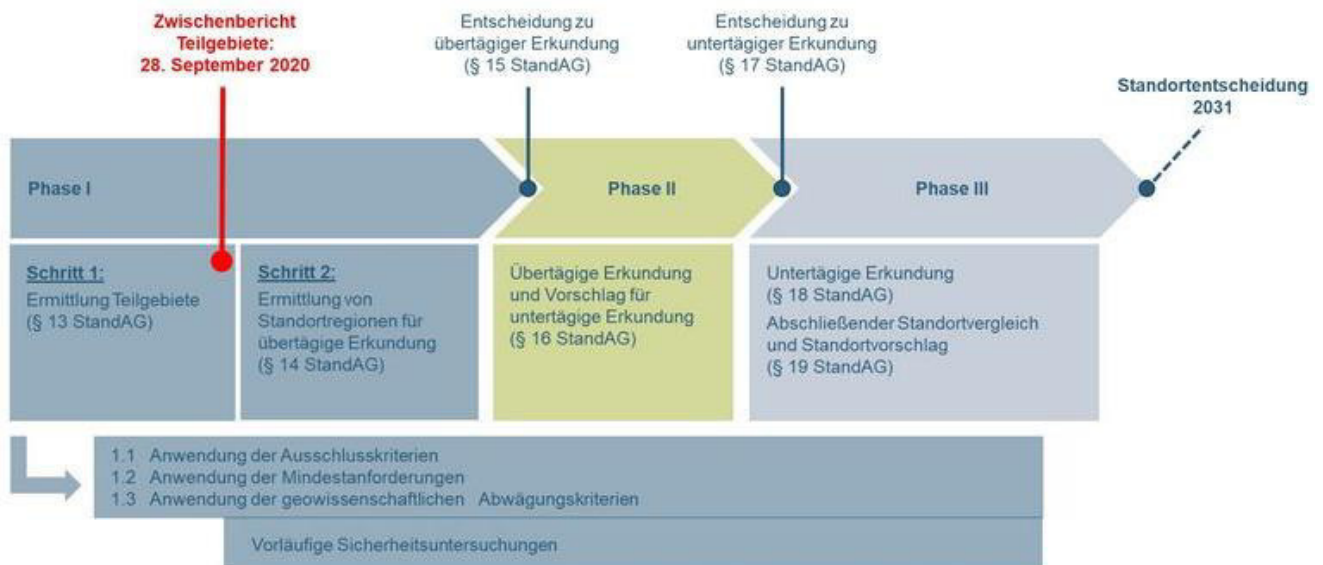 Zwischenbericht
Teilgebiete:
28. September 2020
Entscheidung zu
übertägiger Erkundung
(§ 15 StandAG)
Entscheidung zu
untertägiger Erkundung
(§ 17 StandAG)
Standortentscheidung
2031
Phase I
Phase II
Phase III
Schritt 1:
Ermittlung Teilgebiete
(§ 13 StandAG)
Schritt 2:
Ermittlung von
Standortregionen für
übertägige Erkundung
(§ 14 StandAG)
Übertägige Erkundung
und Vorschlag für
untertägige Erkundung
(§ 16 StandAG)
Untertägige Erkundung
(§ 18 StandAG)
Abschließender Standortvergleich
und Standortvorschlag
(§ 19 StandAG)
1.1 Anwendung der Ausschlusskriterien
1.2 Anwendung der Mindestanforderungen
1.3 Anwendung der geowissenschaftlichen Abwägungskriterien
Vorläufige Sicherheitsuntersuchungen